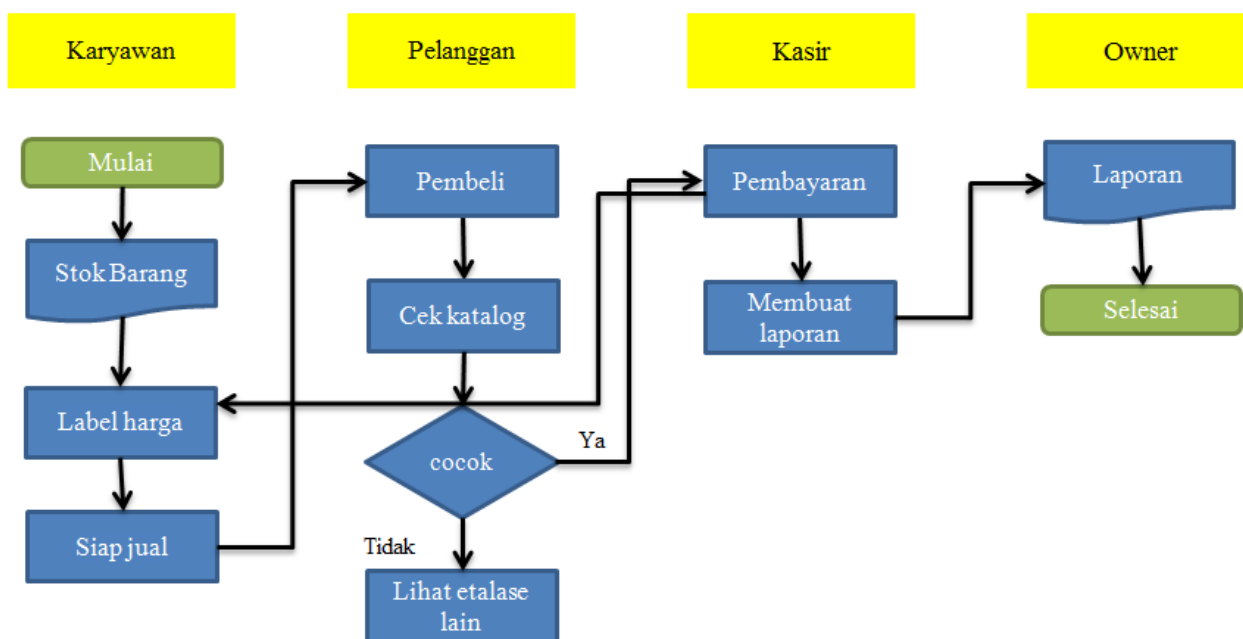 Karyawan
Pelanggan
Kasir
Owner
Mulai
Stok Barang
Label harga
Siap jual
Pembeli
Cek katalog
cocok
Ya
Tidak
Lihat etalase
lain
Pembayaran
Membuat
laporan
Laporan
Selesai